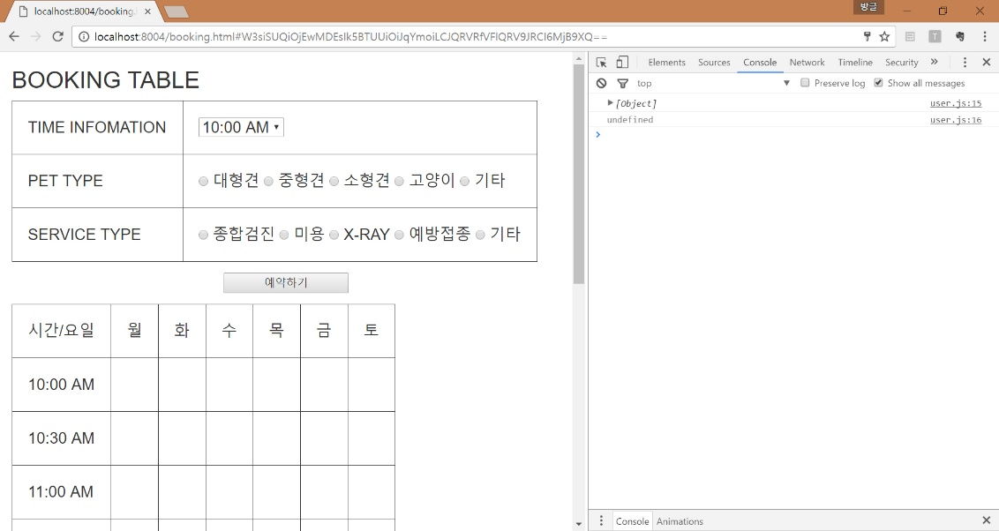 localhost:8004/booking.
방글
localhost:8004/booking.html#W3siSUQiOjEwMDEsIk5BTUUiOiJqYmoiLCJQRVRfVFlQRV9JRCI6MjB9XQ==
Elements Sources Console Network Timeline Security
top Preserve log Show all messages
[Object] user.js:15
undefined user.js:16
BOOKING TABLE
TIME INFOMATION 10:00 AM
PET TYPE 대형견 중형견 소형견 고양이 기타
SERVICE TYPE 종합검진 미용 X-RAY 예방접종 기타
예약하기
시간/요일 월 화 수 목 금 토
10:00 AM
10:30 AM
11:00 AM
Console Animations